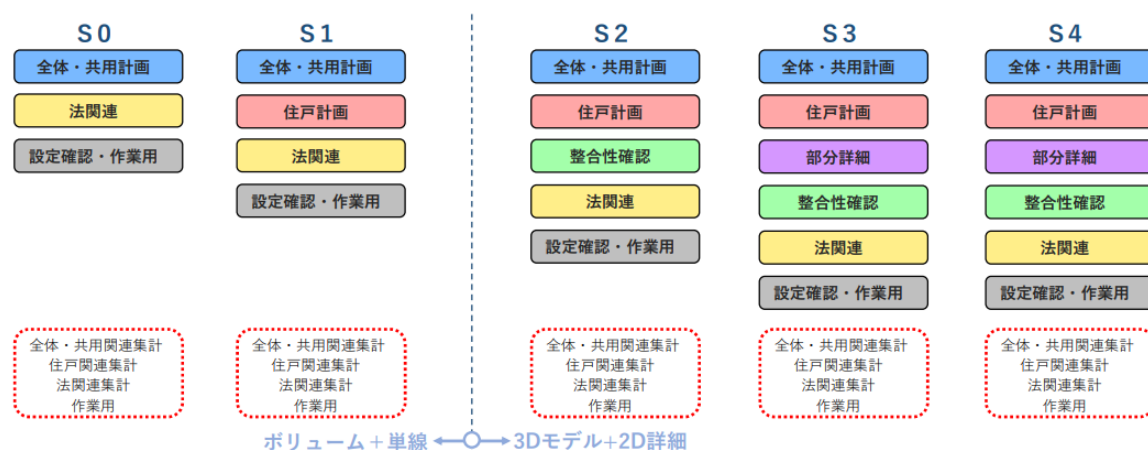 S0
全体・共用計画
法関連
設定確認・作業用
全体・共用関連集計
住戸関連集計
法関連集計
作業用
S1
全体・共用計画
住戸計画
法関連
設定確認・作業用
全体・共用関連集計
住戸関連集計
法関連集計
作業用
S2
全体・共用計画
住戸計画
整合性確認
法関連
設定確認・作業用
全体・共用関連集計
住戸関連集計
法関連集計
作業用
S3
全体・共用計画
住戸計画
部分詳細
整合性確認
法関連
設定確認・作業用
全体・共用関連集計
住戸関連集計
法関連集計
作業用
S4
全体・共用計画
住戸計画
部分詳細
整合性確認
法関連
設定確認・作業用
全体・共用関連集計
住戸関連集計
法関連集計
作業用
ボリューム＋単線
3Dモデル+2D詳細